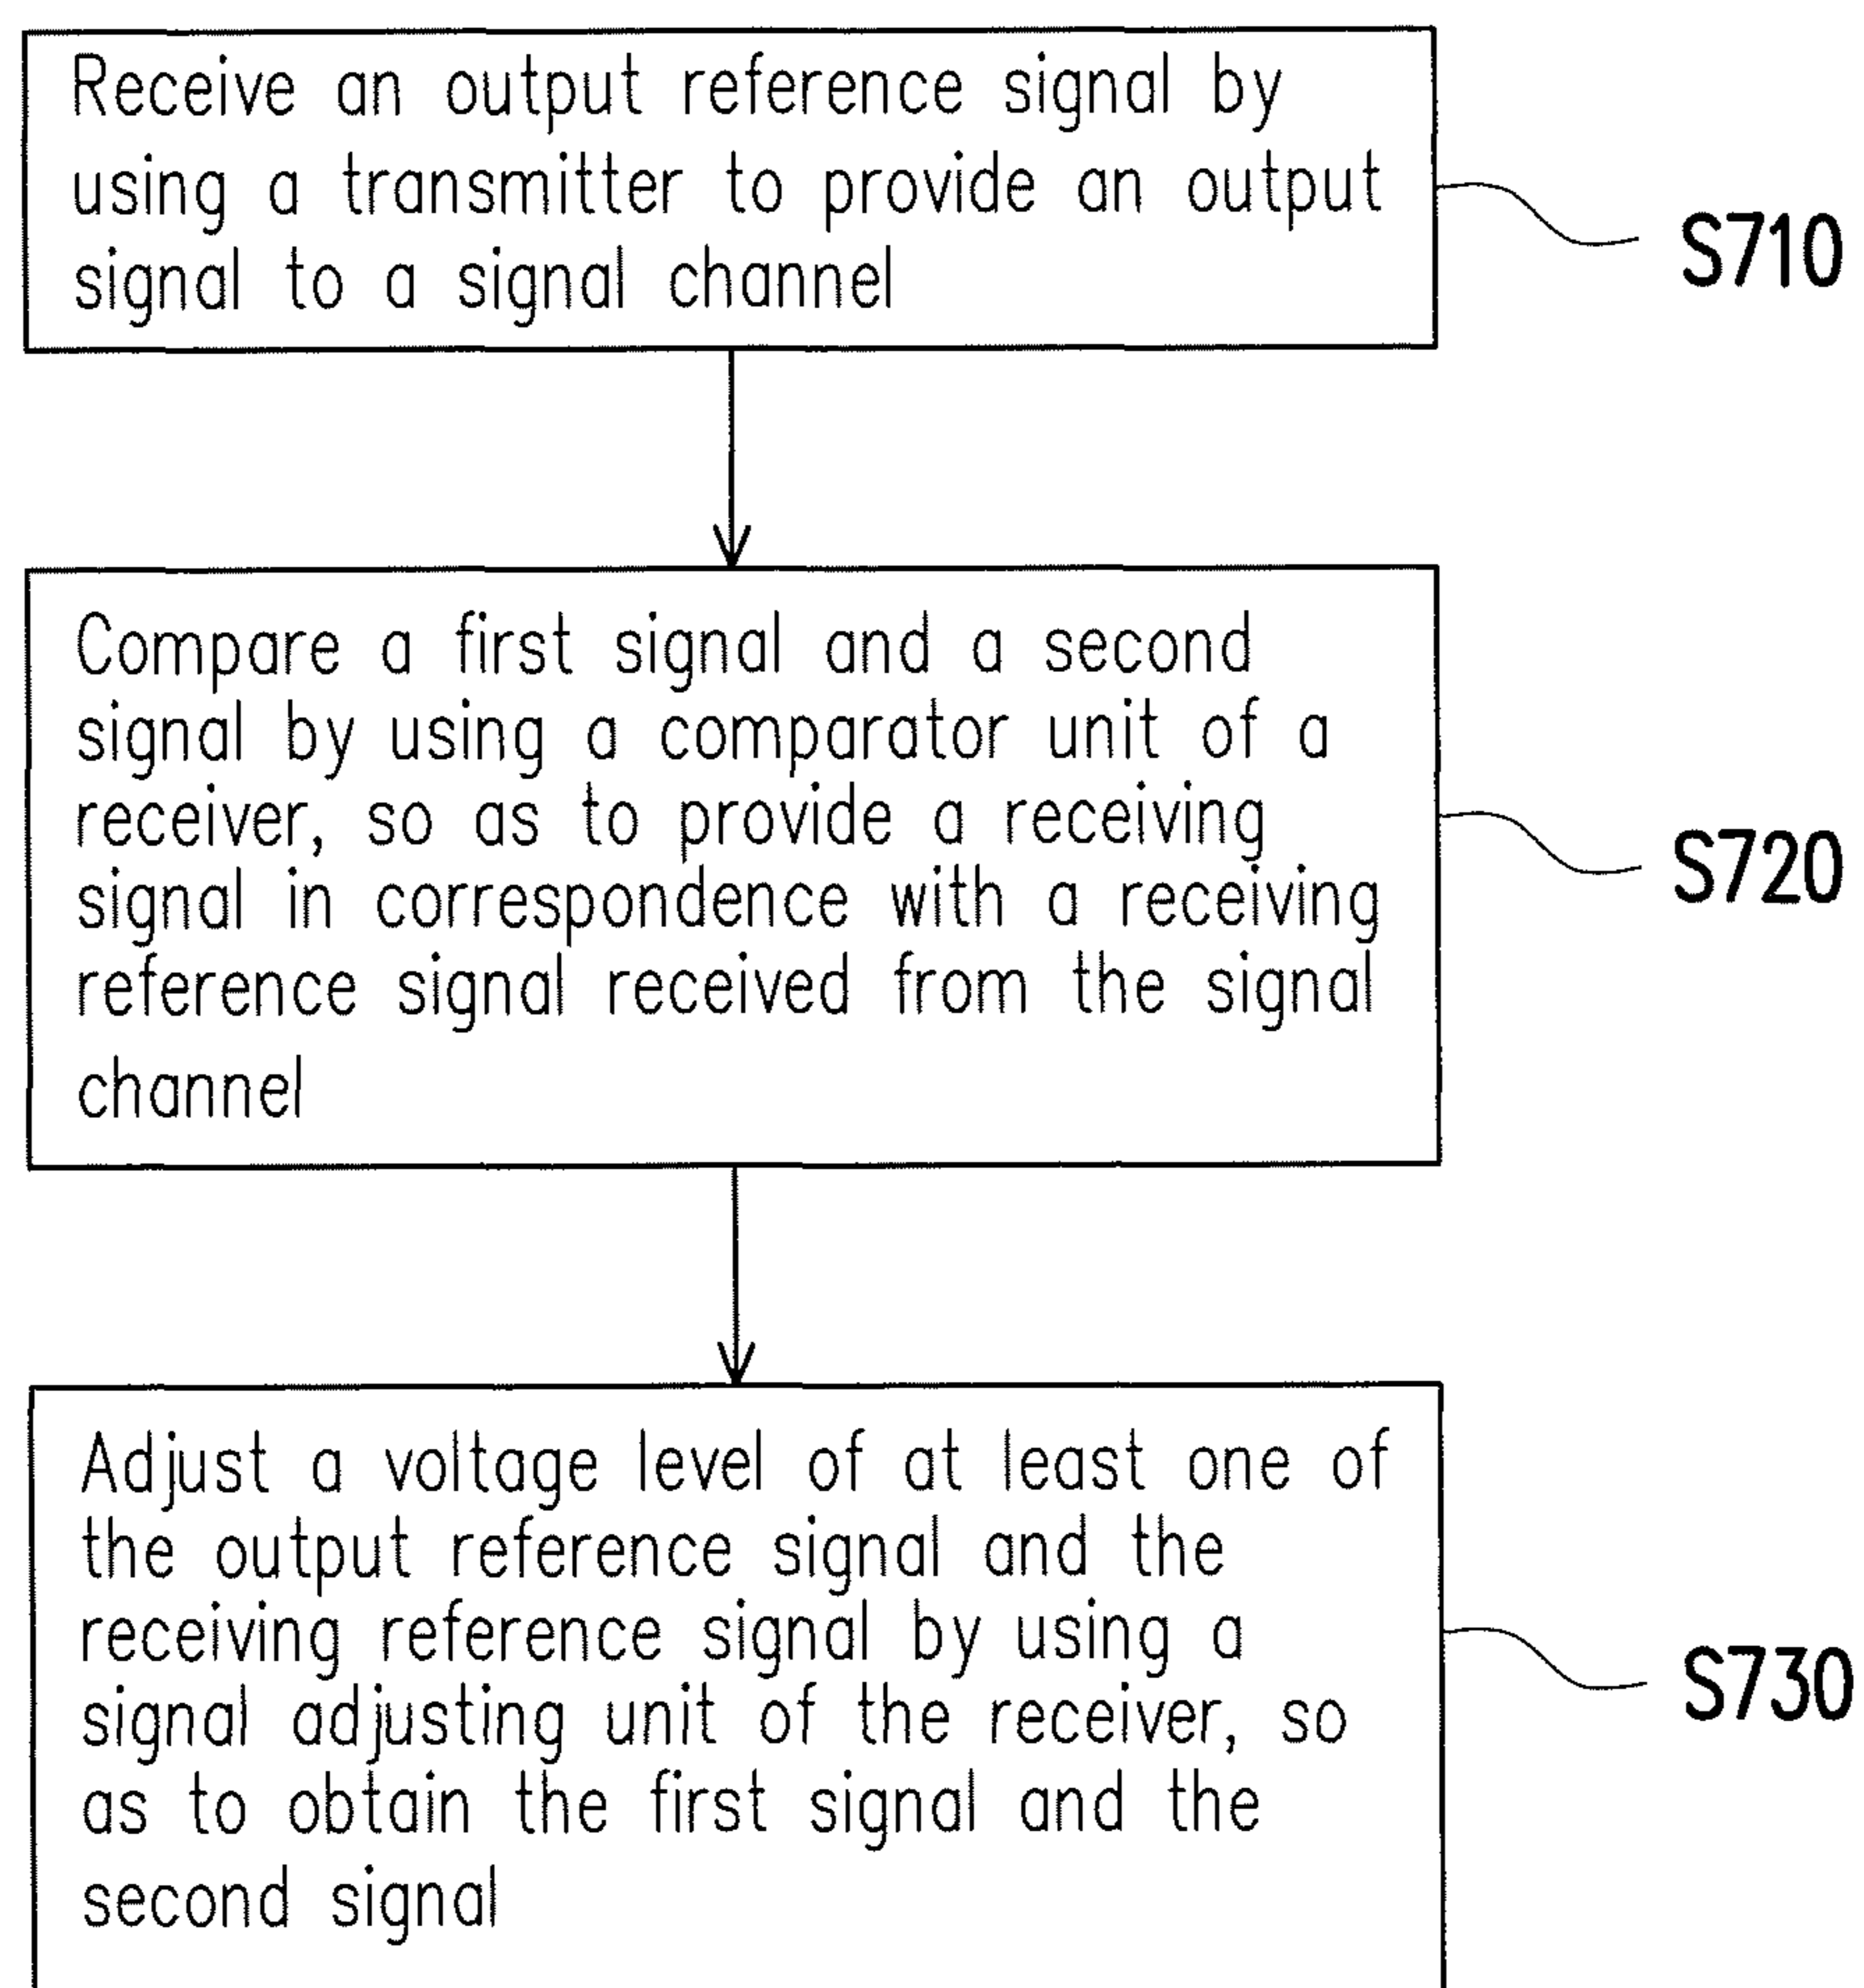 Receive an output reference signal by
using a transmitter to provide an output
signal to a signal channel
S710
Compare a first signal and a second
signal by using a comparator unit of a
receiver, so as to provide a receiving
signal in correspondence with a receiving
reference signal received from the signal
channel
S720
Adjust a voltage level of at least one of
the output reference signal and the
receiving reference signal by using a
signal adjusting unit of the receiver, so
as to obtain the first signal and the
second signal
S730